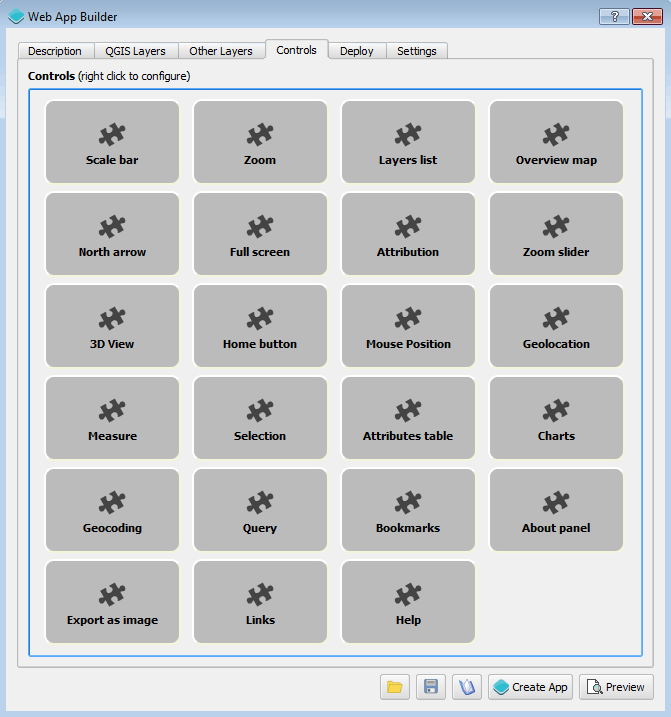 Web App Builder
?
Description QGIS Layers Other Layers Controls Deploy Settings
Controls (right click to configure)
Scale bar Zoom Layers list Overview map
North arrow Full screen Attribution Zoom slider
3D View Home button Mouse Position Geolocation
Measure Selection Attributes table Charts
Geocoding Query Bookmarks About panel
Export as image Links Help
Create App Preview